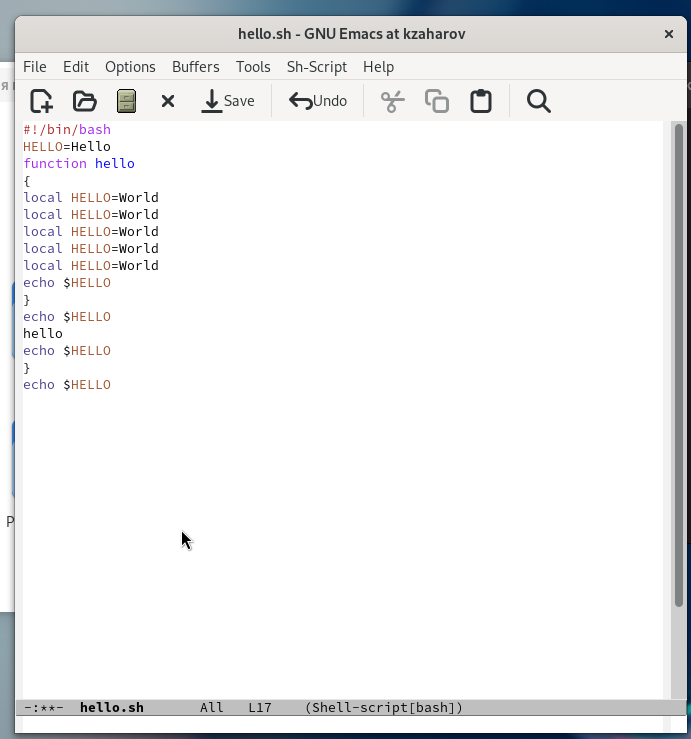 hello.sh - GNU Emacs at kzaharov ×
File Edit Options Buffers Tools Sh-Script Help
Save Undo
#!/bin/bash
HELLO=Hello
function hello
{
local HELLO=World
local HELLO=World
local HELLO=World
local HELLO=World
local HELLO=World
echo $HELLO
}
echo $HELLO
hello
echo $HELLO
}
echo $HELLO
P
-:**- hello.sh All L17 (Shell-script[bash])